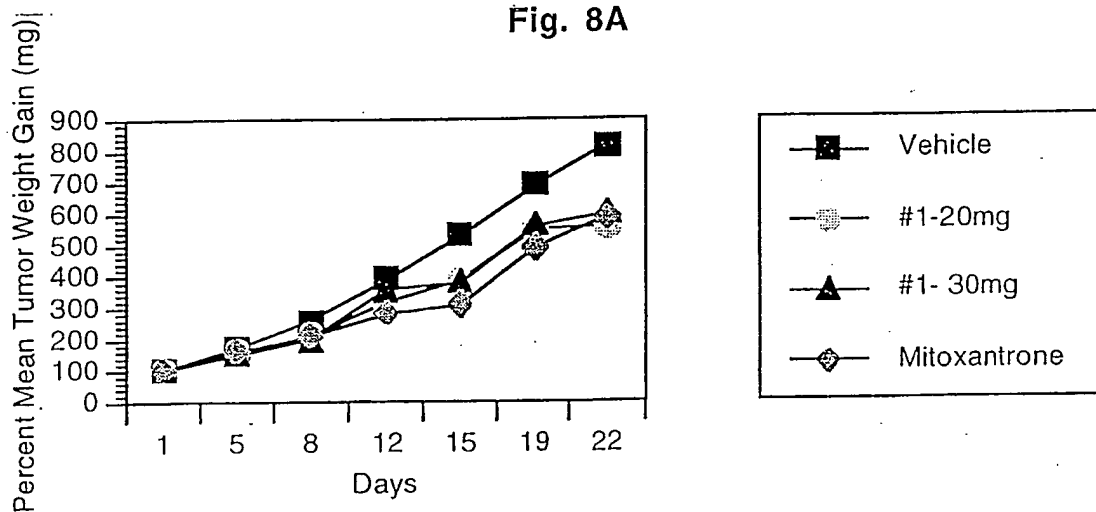 Fig. 8A
Percent Mean Tumor Weight Gain (mg)
900
800
700
600
500
400
300
200
100
0
1 5 8 12 15 19 22
Days
Vehicle
#1-20mg
#1- 30mg
Mitoxantrone